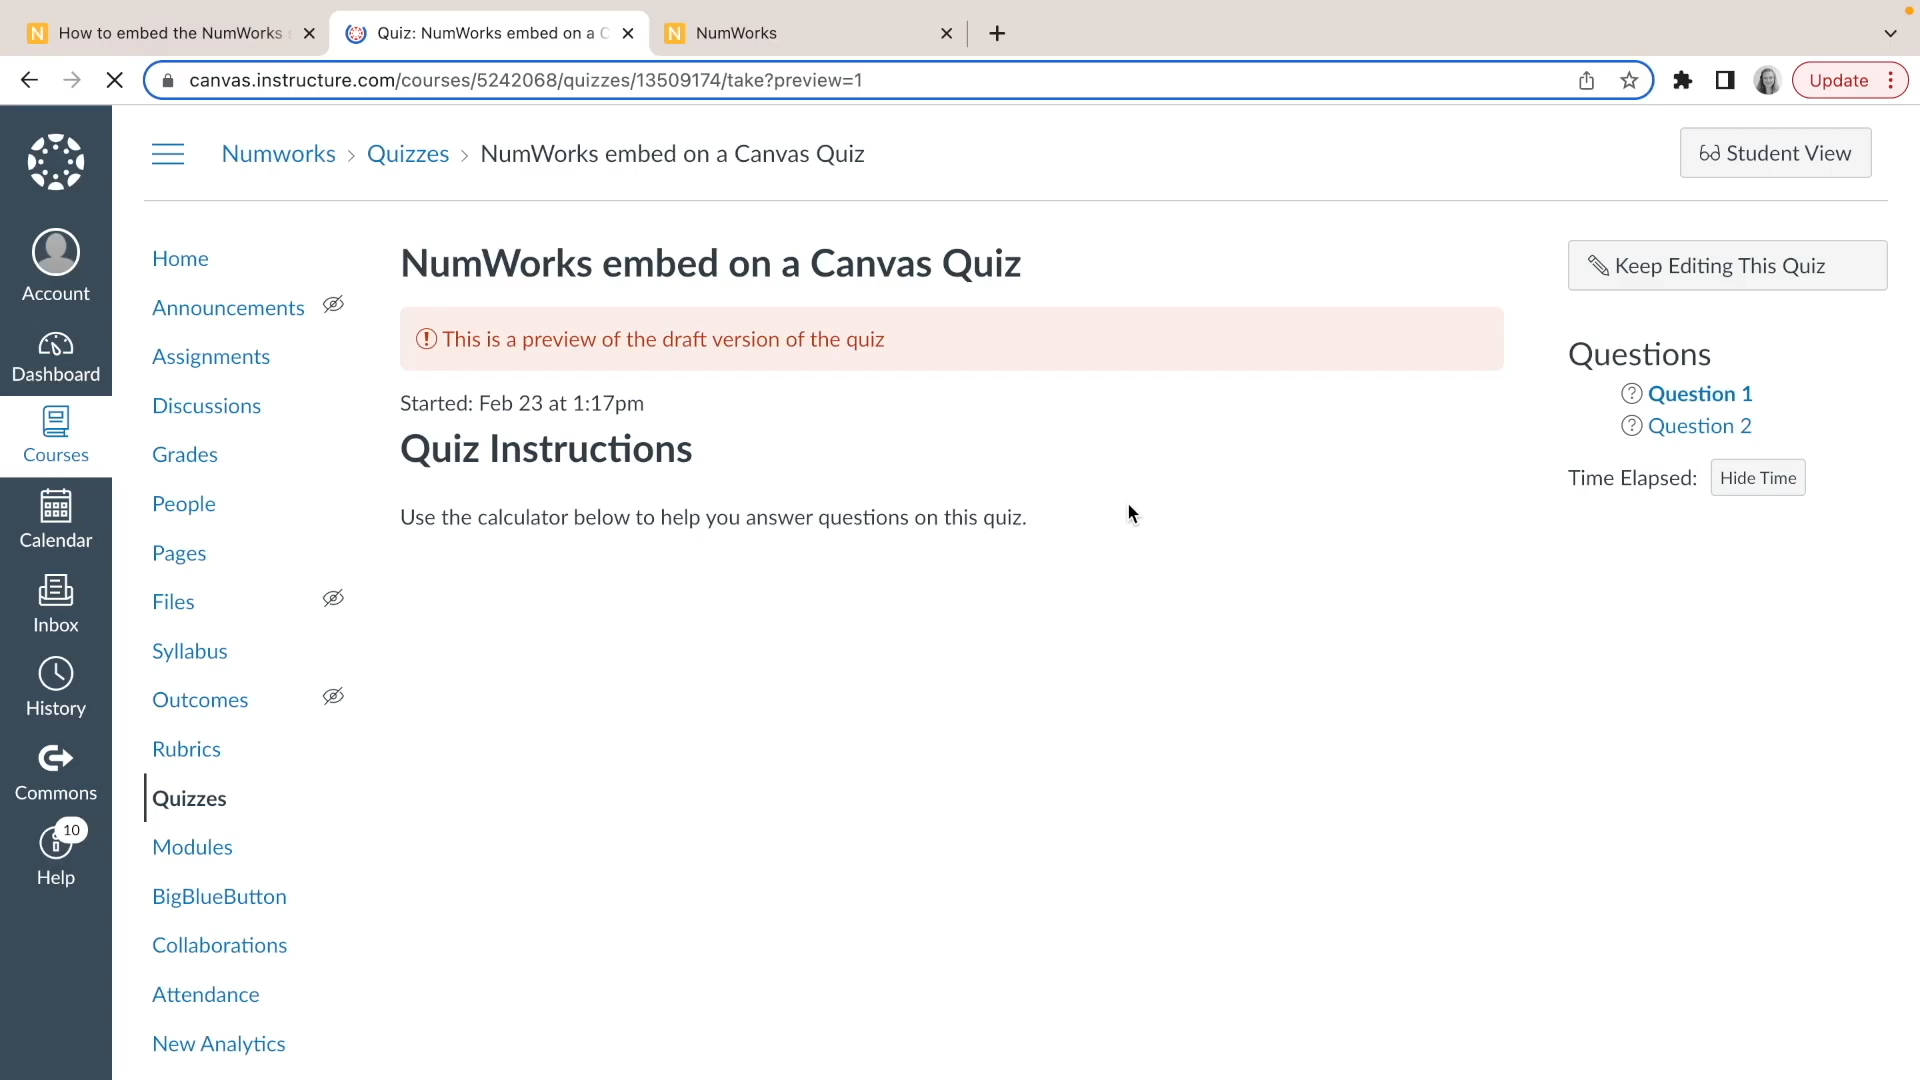 How to embed the NumWorks
Quiz: NumWorks embed on a C
NumWorks
canvas.instructure.com/courses/5242068/quizzes/13509174/take?preview=1
Update
Numworks > Quizzes > NumWorks embed on a Canvas Quiz
Student View
Account
Dashboard
Courses
Calendar
Inbox
History
Commons
10
Help
Home
Announcements
Assignments
Discussions
Grades
People
Pages
Files
Syllabus
Outcomes
Rubrics
Quizzes
Modules
BigBlueButton
Collaborations
Attendance
New Analytics
NumWorks embed on a Canvas Quiz
This is a preview of the draft version of the quiz
Started: Feb 23 at 1:17pm
Quiz Instructions
Use the calculator below to help you answer questions on this quiz.
Keep Editing This Quiz
Questions
Question 1
Question 2
Time Elapsed: Hide Time